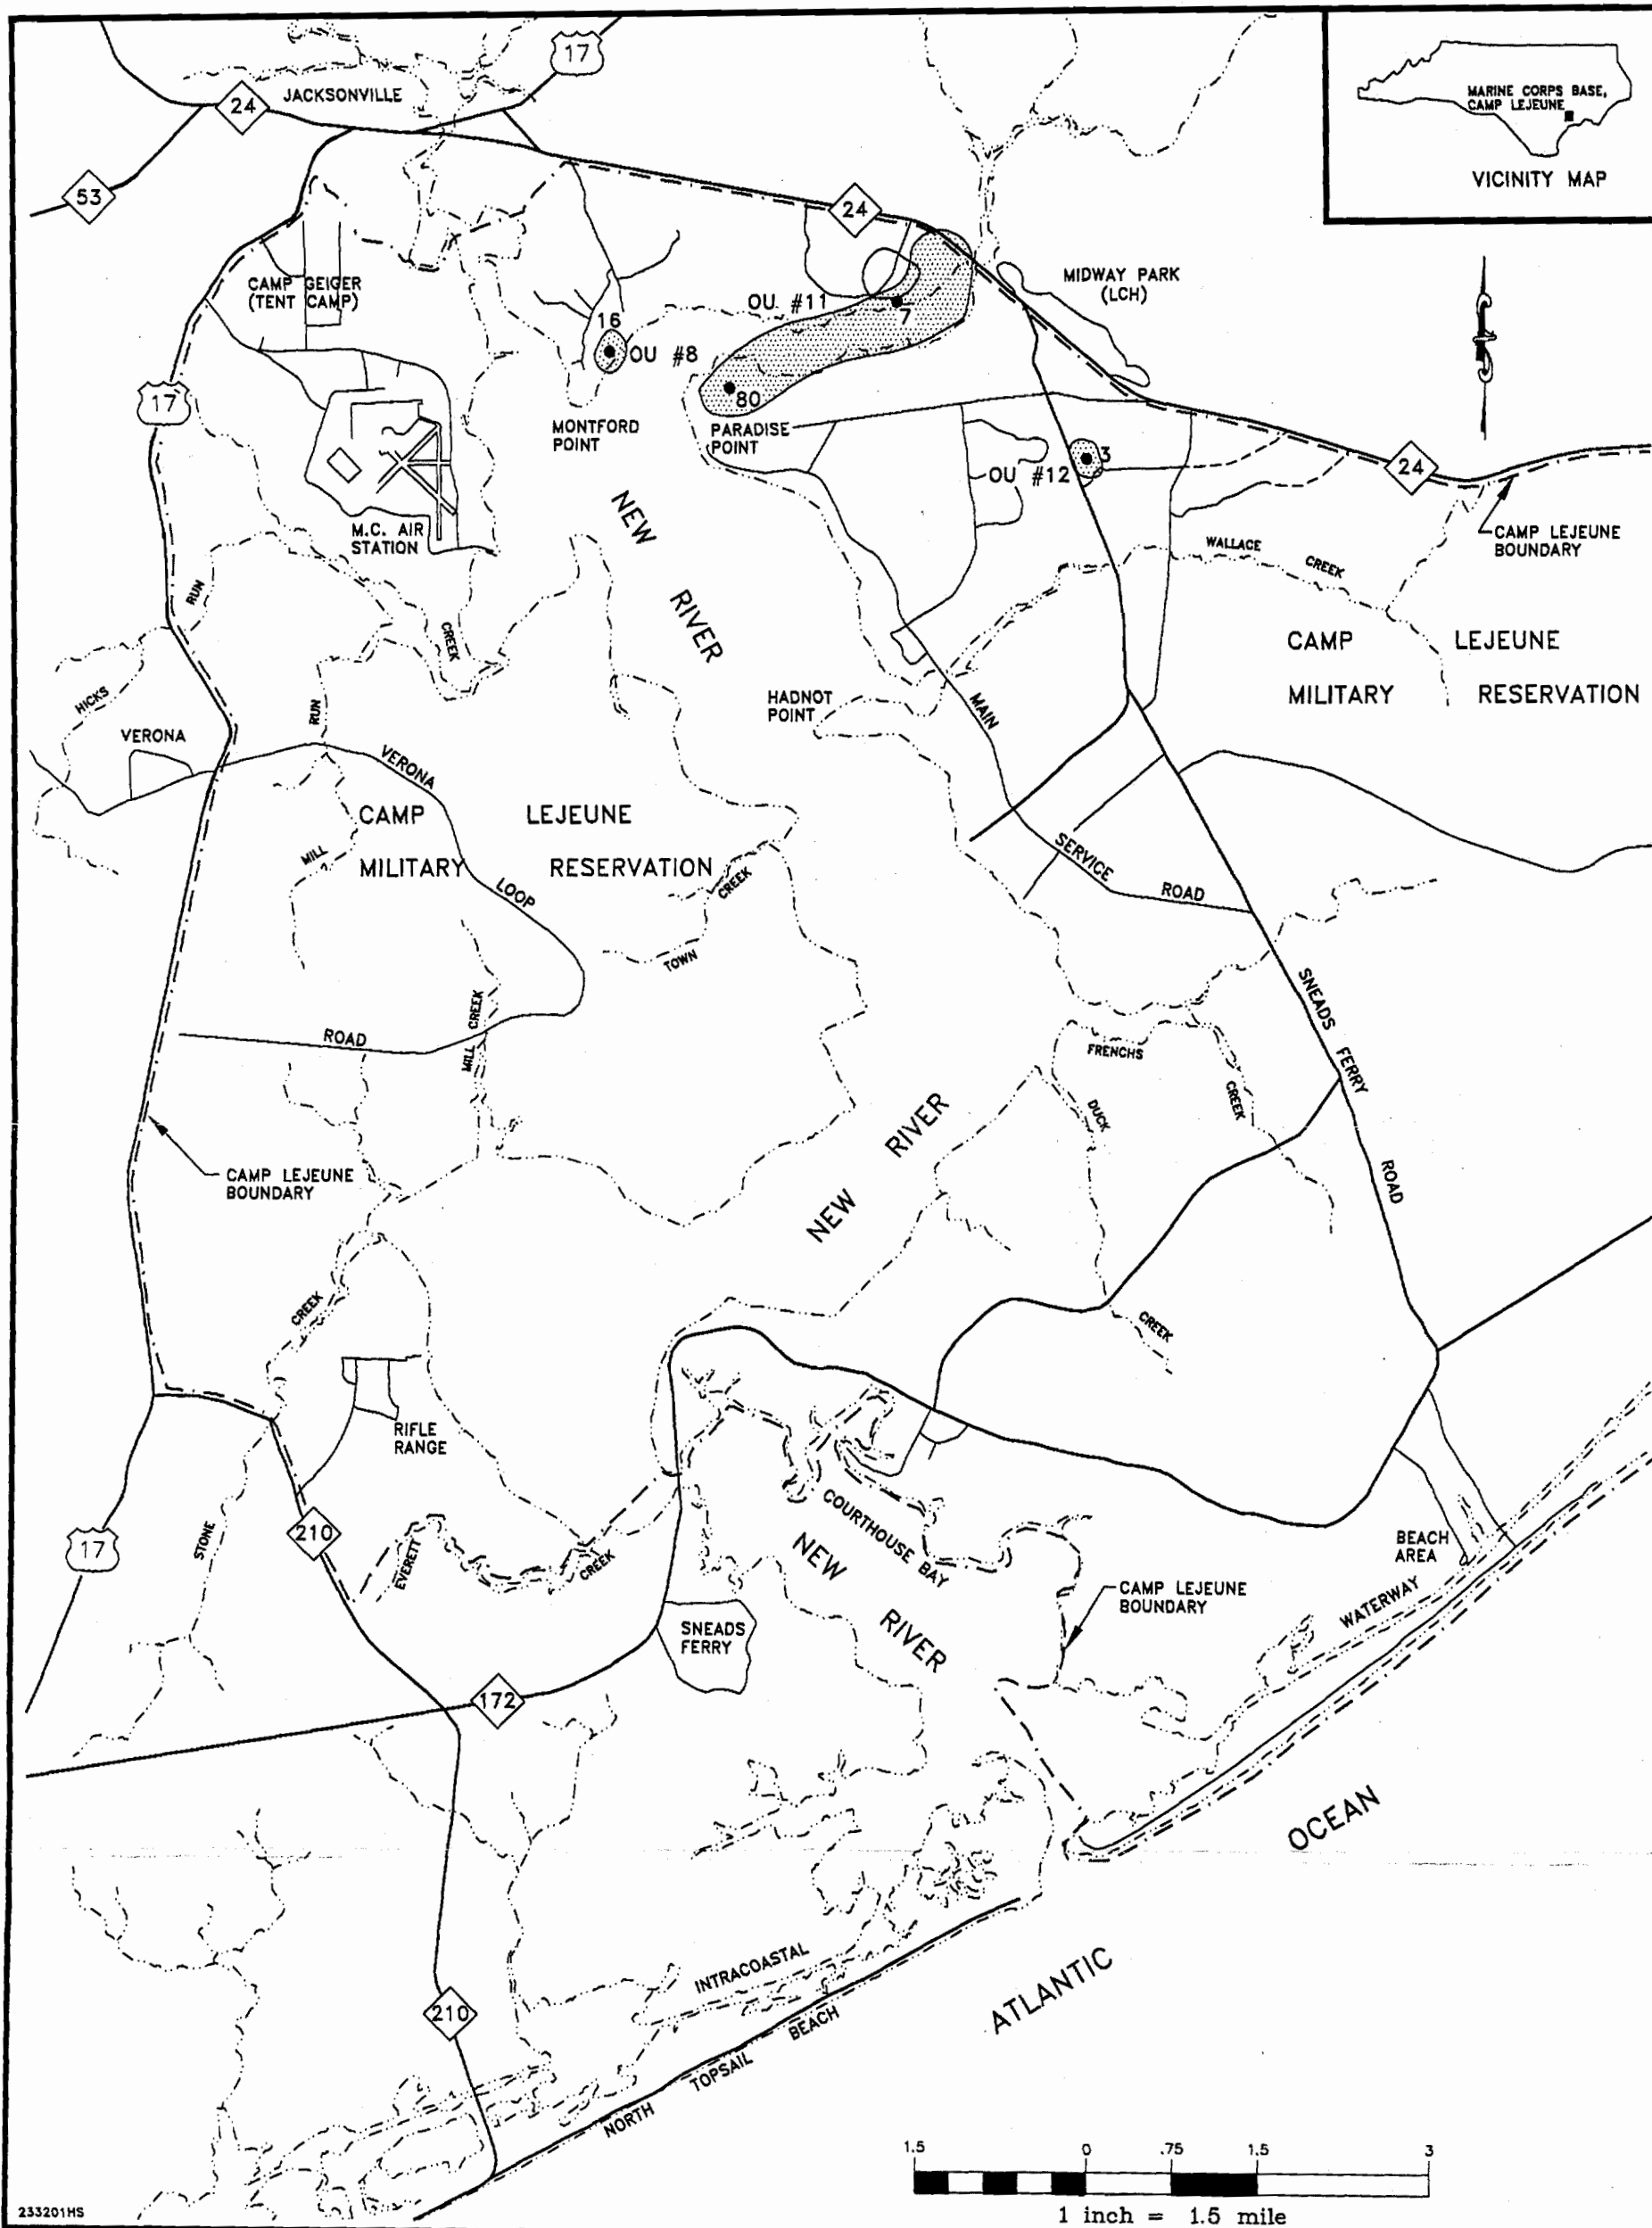 17
24
JACKSONVILLE
53
MARINE CORPS BASE,
CAMP LEJEUNE
VICINITY MAP
24
CAMP GEIGER
(TENT CAMP)
MIDWAY PARK
(LCH)
OU #11
7
16
OU #8
80
17
MONTFORD
POINT
PARADISE
POINT
3
OU #12
24
M.C. AIR
STATION
NEW
RIVER
CAMP LEJEUNE
BOUNDARY
WALLACE
CREEK
RUN
CREEK
HICKS
CAMP LEJEUNE
MILITARY RESERVATION
HADNOT
POINT
MAIN
RUN
VERONA
VERONA
CAMP LEJEUNE
MILITARY RESERVATION
MILL
LOOP
CREEK
TOWN
SERVICE
ROAD
SNEADS
FERRY
ROAD
ROAD
MILL CREEK
FRENCHS
CREEK
DUCK
CREEK
NEW
RIVER
CAMP LEJEUNE
BOUNDARY
CREEK
RIFLE
RANGE
STONE
210
17
EVERETT
CREEK
COURTHOUSE BAY
NEW
RIVER
BEACH
AREA
CAMP LEJEUNE
BOUNDARY
WATERWAY
SNEADS
FERRY
172
OCEAN
ATLANTIC
INTRACOASTAL
210
NORTH
TOPSAIL
BEACH
1.5 0 .75 1.5 3
1 inch = 1.5 mile
233201HS